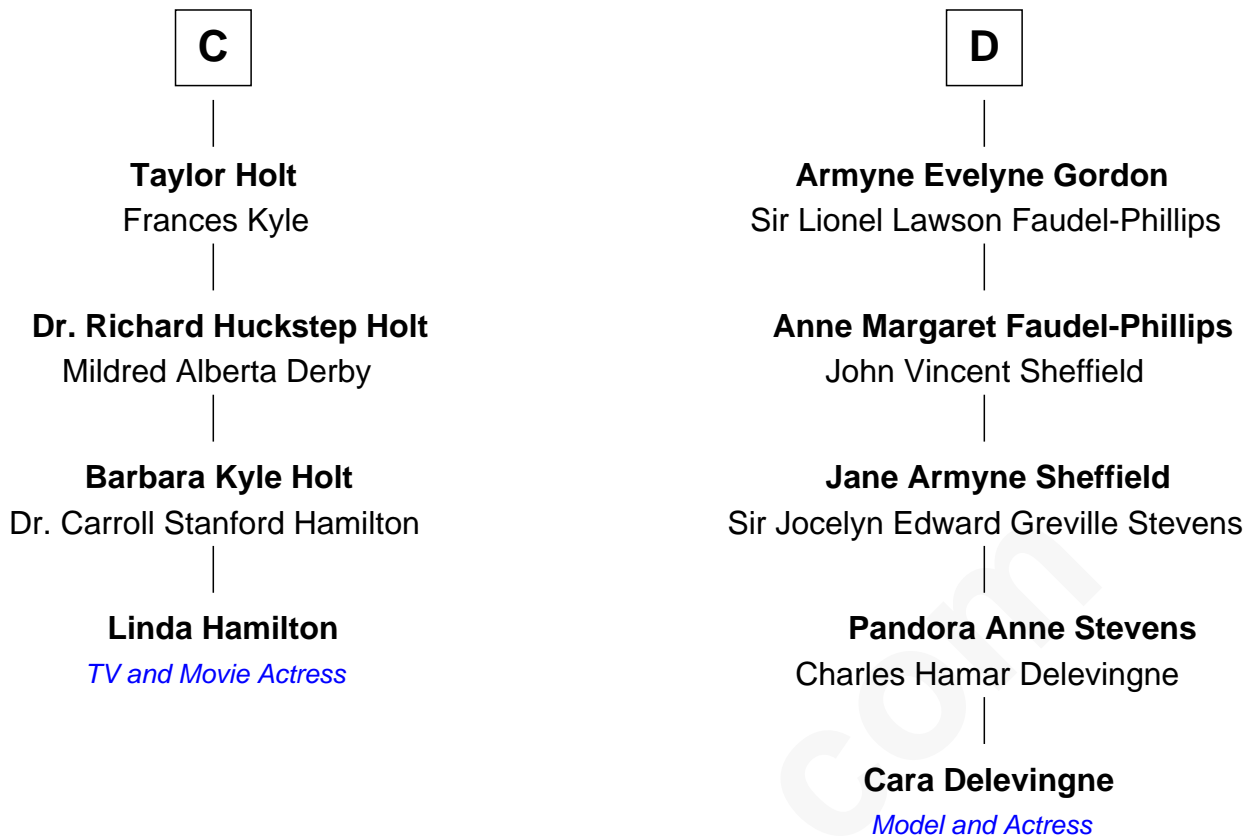 C
Taylor Holt
Frances Kyle
Dr. Richard Huckstep Holt
Mildred Alberta Derby
Barbara Kyle Holt
Dr. Carroll Stanford Hamilton
Linda Hamilton
TV and Movie Actress
D
Armyne Evelyne Gordon
Sir Lionel Lawson Faudel-Phillips
Anne Margaret Faudel-Phillips
John Vincent Sheffield
Jane Armyne Sheffield
Sir Jocelyn Edward Greville Stevens
Pandora Anne Stevens
Charles Hamar Delevingne
Cara Delevingne
Model and Actress
com